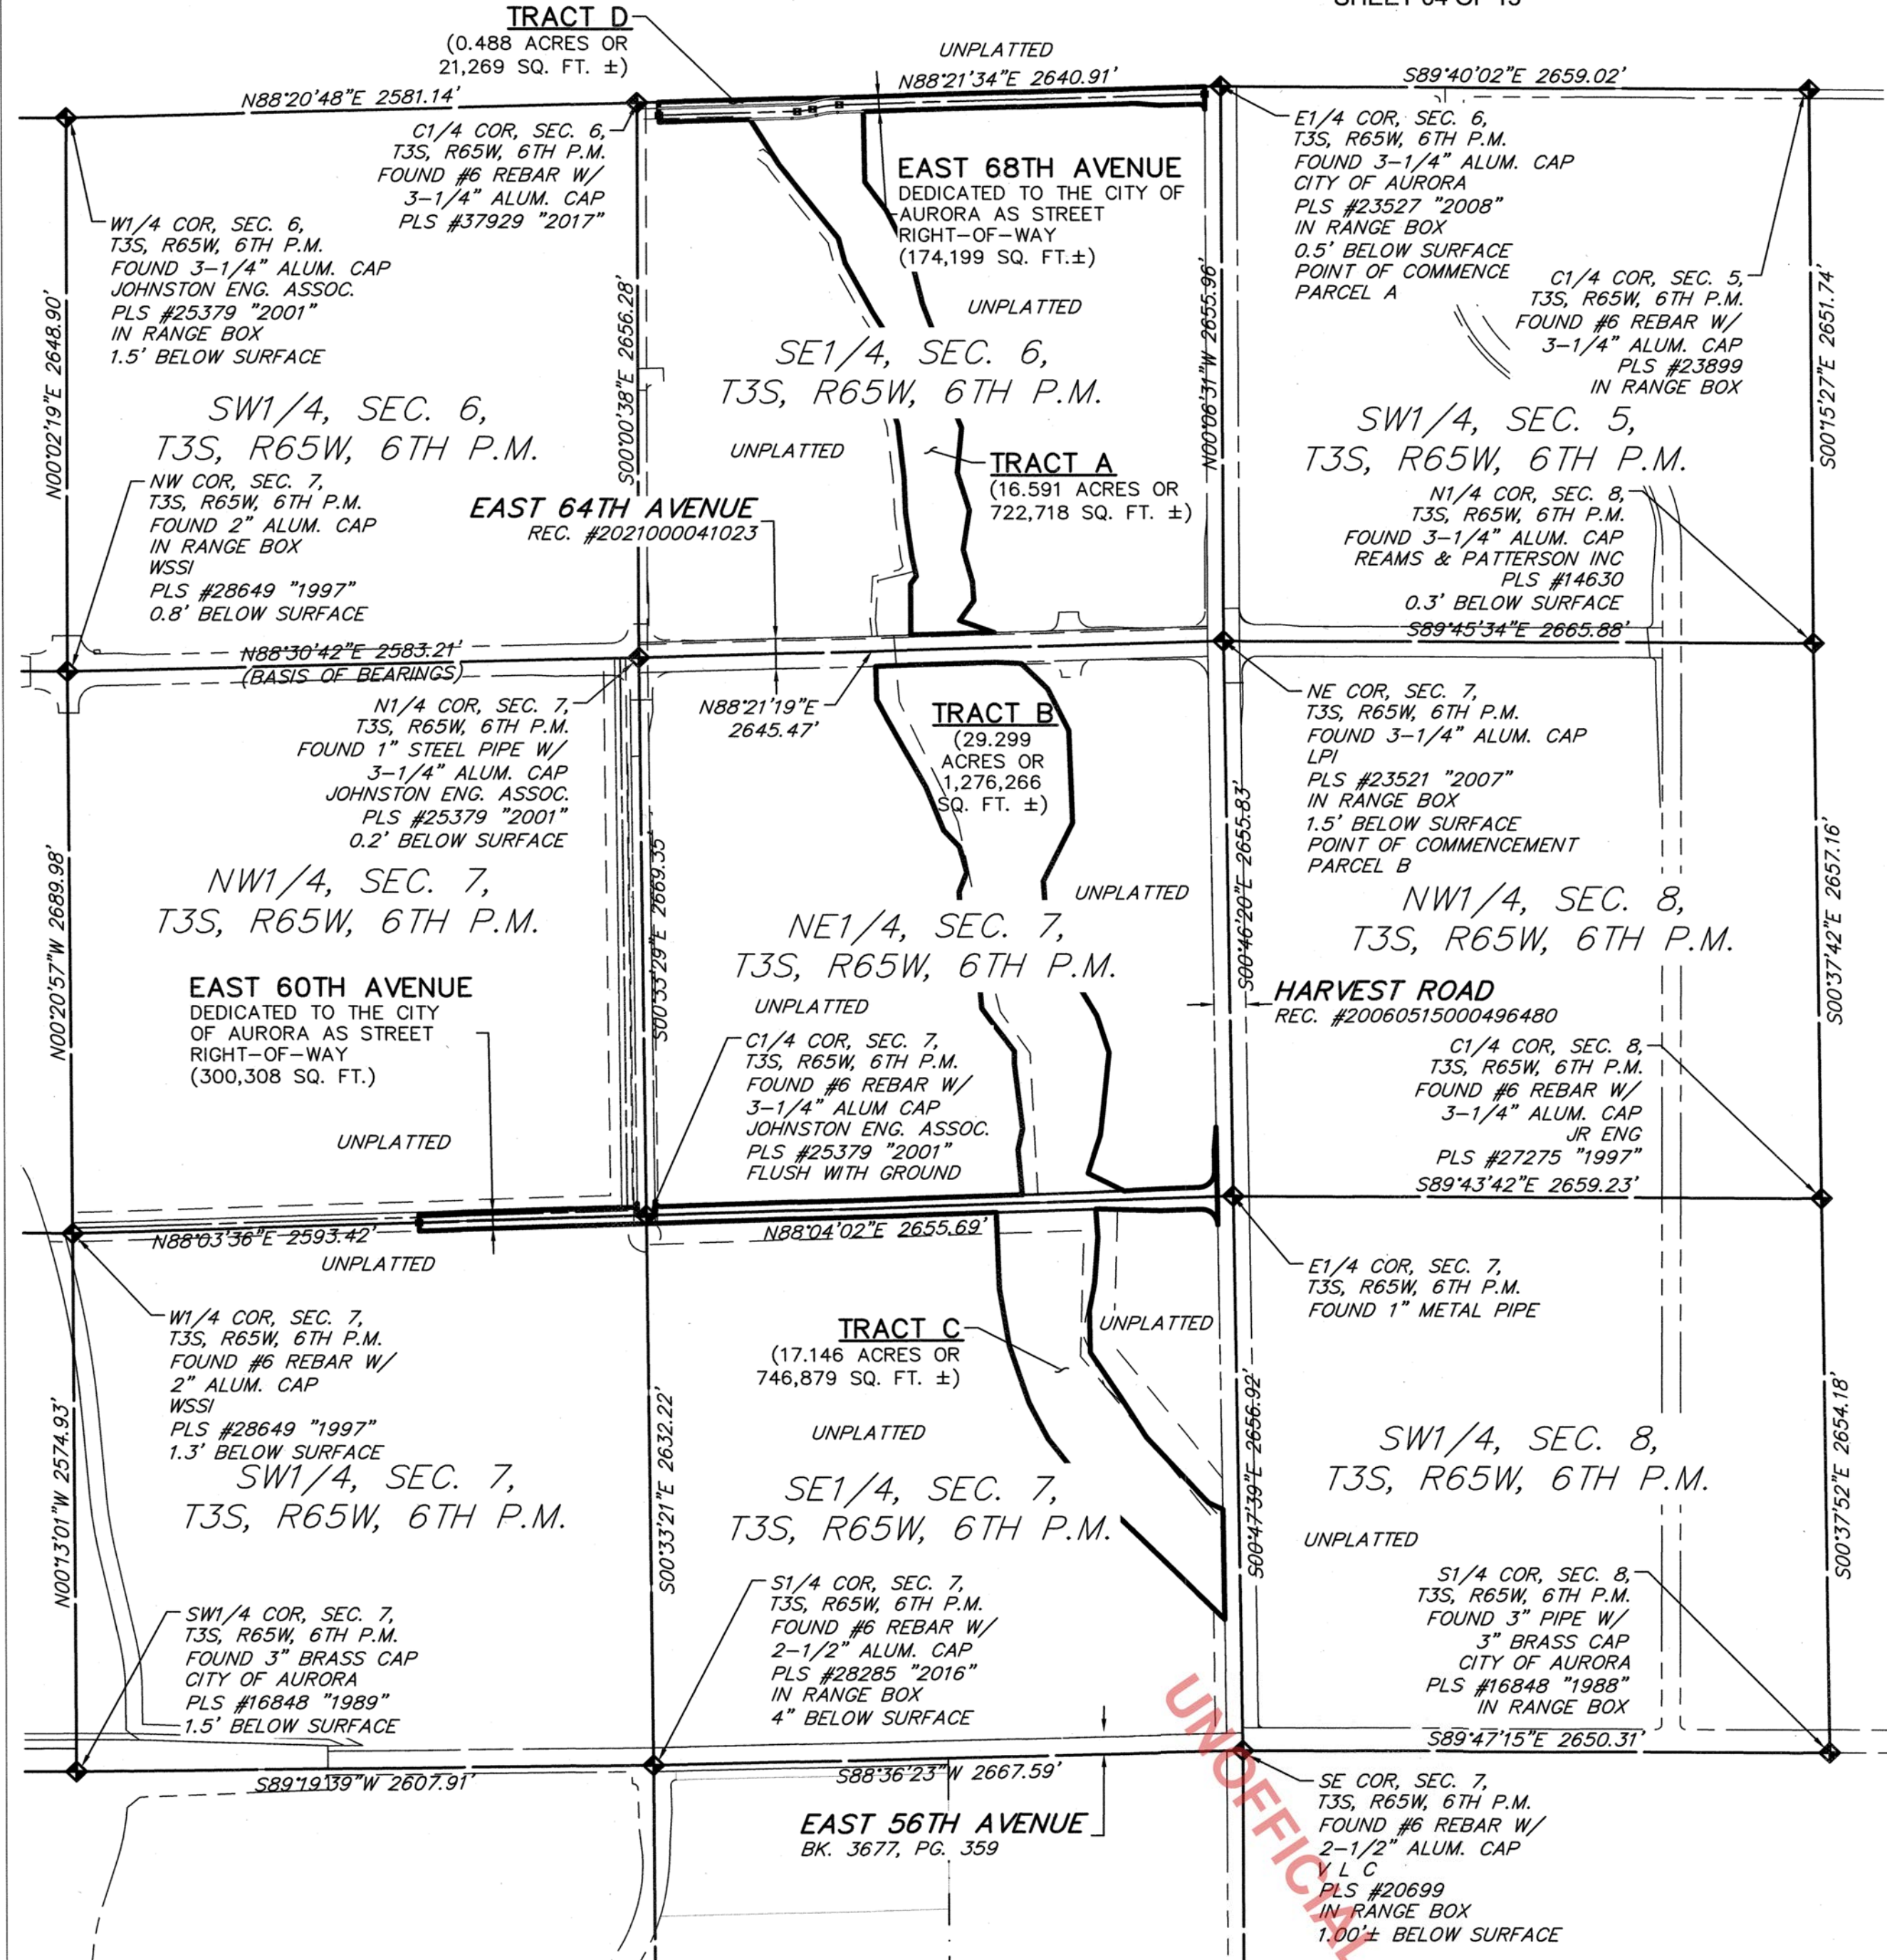 SHEET 04 OF 13
TRACT D
(0.488 ACRES OR
21,269 SQ. FT. ±)
UNPLATTED
N88°20'48"E 2581.14'
N88°21'34"E 2640.91'
S89°40'02"E 2659.02'
C1/4 COR, SEC. 6,
T3S, R65W, 6TH P.M.
FOUND #6 REBAR W/
3-1/4" ALUM. CAP
PLS #37929 "2017"
W1/4 COR, SEC. 6,
T3S, R65W, 6TH P.M.
FOUND 3-1/4" ALUM. CAP
JOHNSTON ENG. ASSOC.
PLS #25379 "2001"
IN RANGE BOX
1.5' BELOW SURFACE
EAST 68TH AVENUE
DEDICATED TO THE CITY OF
AURORA AS STREET
RIGHT-OF-WAY
(174,199 SQ. FT.±)
UNPLATTED
E1/4 COR, SEC. 6,
T3S, R65W, 6TH P.M.
FOUND 3-1/4" ALUM. CAP
CITY OF AURORA
PLS #23527 "2008"
IN RANGE BOX
0.5' BELOW SURFACE
POINT OF COMMENCE
PARCEL A
C1/4 COR, SEC. 5,
T3S, R65W, 6TH P.M.
FOUND #6 REBAR W/
3-1/4" ALUM. CAP
PLS #23899
IN RANGE BOX
N00°02'19"E 2648.90'
S00°00'38"E 2656.28'
N00°06'31"W 2655.96'
S00°15'27"E 2651.74'
SW1/4, SEC. 6,
T3S, R65W, 6TH P.M.
SE1/4, SEC. 6,
T3S, R65W, 6TH P.M.
SW1/4, SEC. 5,
T3S, R65W, 6TH P.M.
UNPLATTED
TRACT A
(16.591 ACRES OR
722,718 SQ. FT. ±)
NW COR, SEC. 7,
T3S, R65W, 6TH P.M.
FOUND 2" ALUM. CAP
IN RANGE BOX
WSSI
PLS #28649 "1997"
0.8' BELOW SURFACE
EAST 64TH AVENUE
REC. #2021000041023
N1/4 COR, SEC. 8,
T3S, R65W, 6TH P.M.
FOUND 3-1/4" ALUM. CAP
REAMS & PATTERSON INC
PLS #14630
0.3' BELOW SURFACE
N88°30'42"E 2583.21'
(BASIS OF BEARINGS)
S89°45'34"E 2665.88'
N1/4 COR, SEC. 7,
T3S, R65W, 6TH P.M.
FOUND 1" STEEL PIPE W/
3-1/4" ALUM. CAP
JOHNSTON ENG. ASSOC.
PLS #25379 "2001"
0.2' BELOW SURFACE
N88°21'19"E
2645.47'
TRACT B
(29.299
ACRES OR
1,276,266
SQ. FT. ±)
NE COR, SEC. 7,
T3S, R65W, 6TH P.M.
FOUND 3-1/4" ALUM. CAP
LPI
PLS #23521 "2007"
IN RANGE BOX
1.5' BELOW SURFACE
POINT OF COMMENCEMENT
PARCEL B
N00°20'57"W 2689.98'
S00°33'29"E 2669.35'
S00°46'20"E 2655.83'
S00°37'42"E 2657.16'
NW1/4, SEC. 7,
T3S, R65W, 6TH P.M.
UNPLATTED
NE1/4, SEC. 7,
T3S, R65W, 6TH P.M.
NW1/4, SEC. 8,
T3S, R65W, 6TH P.M.
EAST 60TH AVENUE
DEDICATED TO THE CITY
OF AURORA AS STREET
RIGHT-OF-WAY
(300,308 SQ. FT.)
UNPLATTED
UNPLATTED
C1/4 COR, SEC. 7,
T3S, R65W, 6TH P.M.
FOUND #6 REBAR W/
3-1/4" ALUM CAP
JOHNSTON ENG. ASSOC.
PLS #25379 "2001"
FLUSH WITH GROUND
HARVEST ROAD
REC. #20060515000496480
C1/4 COR, SEC. 8,
T3S, R65W, 6TH P.M.
FOUND #6 REBAR W/
3-1/4" ALUM. CAP
JR ENG
PLS #27275 "1997"
S89°43'42"E 2659.23'
N88°03'36"E 2593.42'
UNPLATTED
N88°04'02"E 2655.69'
W1/4 COR, SEC. 7,
T3S, R65W, 6TH P.M.
FOUND #6 REBAR W/
2" ALUM. CAP
WSSI
PLS #28649 "1997"
1.3' BELOW SURFACE
TRACT C
(17.146 ACRES OR
746,879 SQ. FT. ±)
UNPLATTED
UNPLATTED
E1/4 COR, SEC. 7,
T3S, R65W, 6TH P.M.
FOUND 1" METAL PIPE
N00°13'01"W 2574.93'
S00°33'21"E 2632.22'
S00°47'39"E 2656.92'
S00°37'52"E 2654.18'
SW1/4, SEC. 7,
T3S, R65W, 6TH P.M.
SE1/4, SEC. 7,
T3S, R65W, 6TH P.M.
SW1/4, SEC. 8,
T3S, R65W, 6TH P.M.
UNPLATTED
SW1/4 COR, SEC. 7,
T3S, R65W, 6TH P.M.
FOUND 3" BRASS CAP
CITY OF AURORA
PLS #16848 "1989"
1.5' BELOW SURFACE
S1/4 COR, SEC. 7,
T3S, R65W, 6TH P.M.
FOUND #6 REBAR W/
2-1/2" ALUM. CAP
PLS #28285 "2016"
IN RANGE BOX
4" BELOW SURFACE
S1/4 COR, SEC. 8,
T3S, R65W, 6TH P.M.
FOUND 3" PIPE W/
3" BRASS CAP
CITY OF AURORA
PLS #16848 "1988"
IN RANGE BOX
S89°19'39"W 2607.91'
S88°36'23"W 2667.59'
S89°47'15"E 2650.31'
EAST 56TH AVENUE
BK. 3677, PG. 359
SE COR, SEC. 7,
T3S, R65W, 6TH P.M.
FOUND #6 REBAR W/
2-1/2" ALUM. CAP
V L C
PLS #20699
IN RANGE BOX
1.00'± BELOW SURFACE
UNOFFICIAL